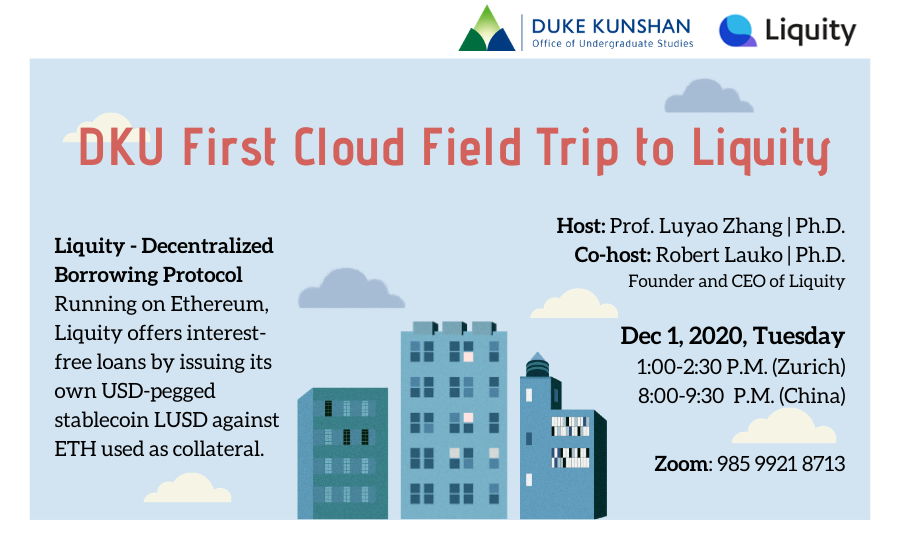 DUKE KUNSHAN
Office of Undergraduate Studies
Liquity
DKU First Cloud Field Trip to Liquity
Liquity - Decentralized
Borrowing Protocol
Running on Ethereum,
Liquity offers interest-
free loans by issuing its
own USD-pegged
stablecoin LUSD against
ETH used as collateral.
Host: Prof. Luyao Zhang | Ph.D.
Co-host: Robert Lauko | Ph.D.
Founder and CEO of Liquity
Dec 1, 2020, Tuesday
1:00-2:30 P.M. (Zurich)
8:00-9:30 P.M. (China)
Zoom: 985 9921 8713